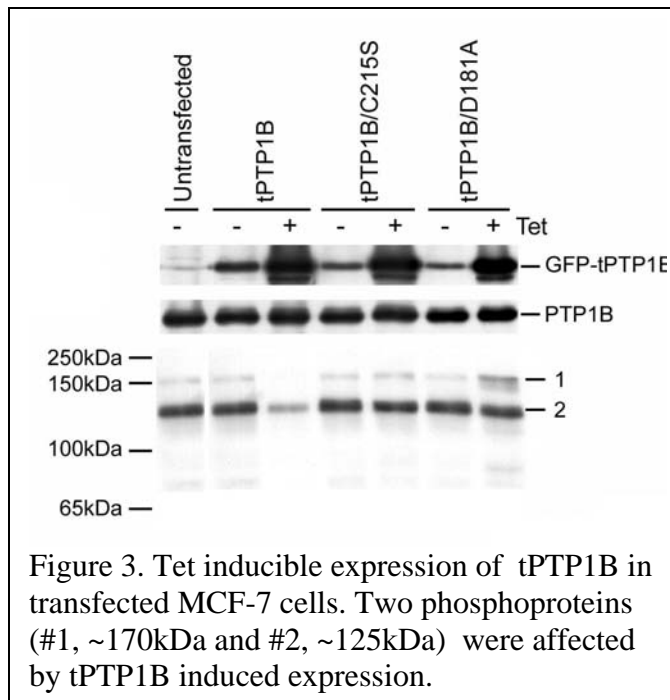 Untransfected
tPTP1B
tPTP1B/C215S
tPTP1B/D181A
- - + - + - + Tet
GFP-tPTP1B
PTP1B
250kDa
150kDa
1
2
100kDa
65kDa
Figure 3. Tet inducible expression of tPTP1B in
transfected MCF-7 cells. Two phosphoproteins
(#1, ~170kDa and #2, ~125kDa) were affected
by tPTP1B induced expression.